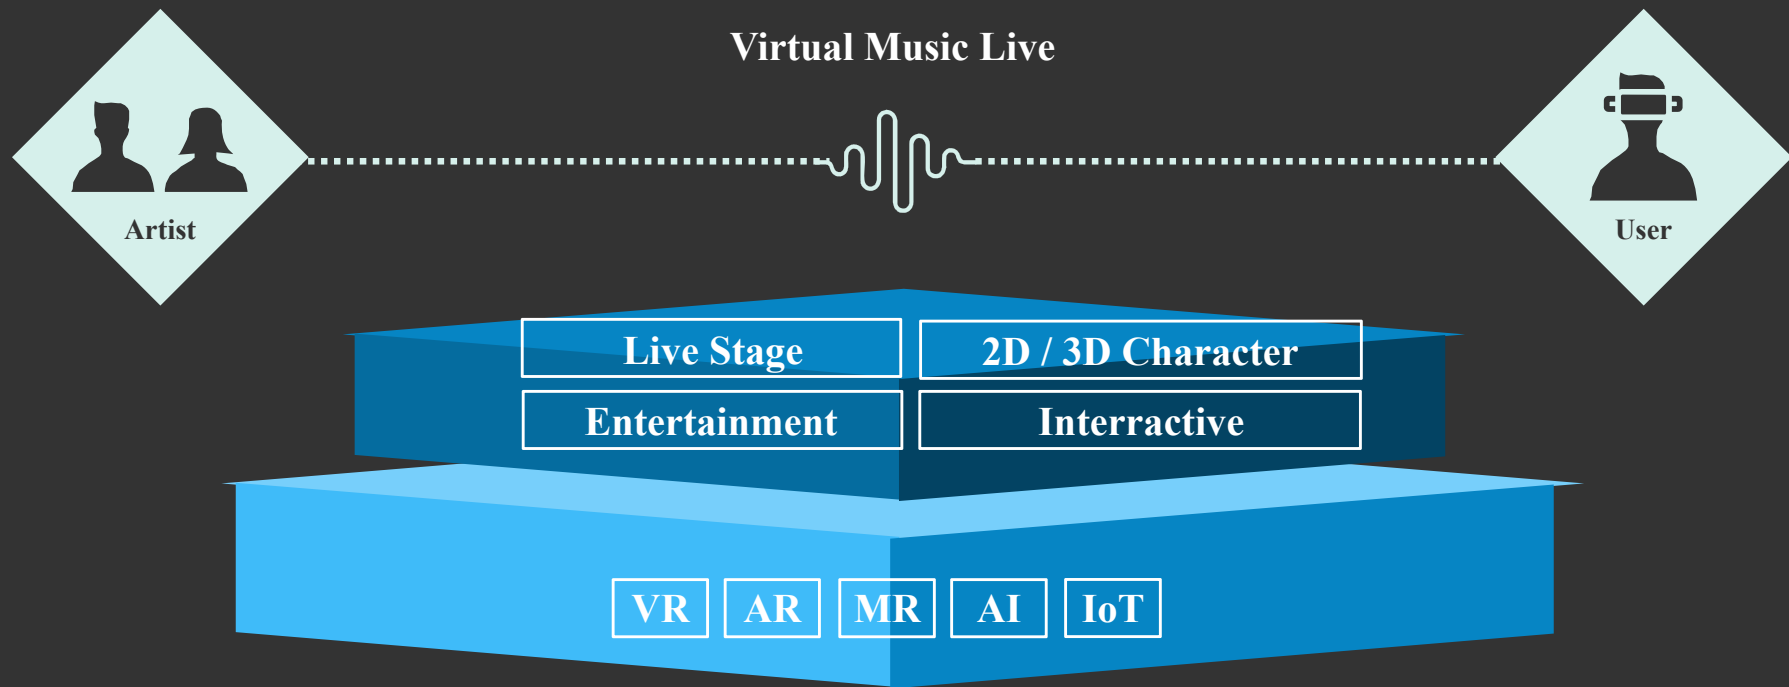 Virtual Music Live
Artist
User
Live Stage
2D / 3D Character
Entertainment
Interractive
VR
AR
MR
AI
IoT